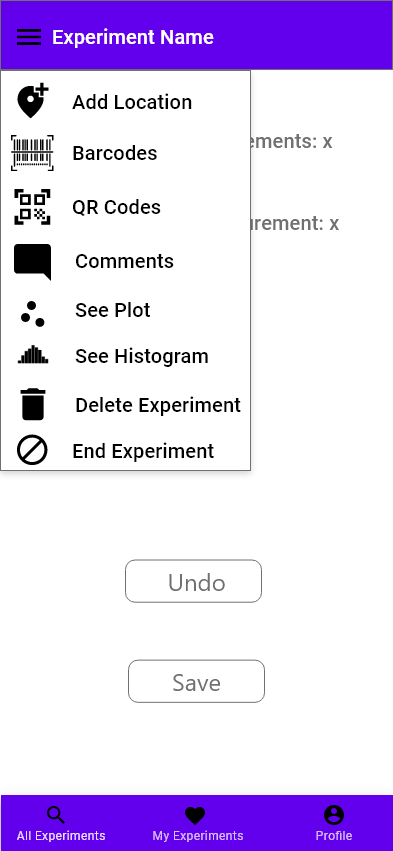 Experiment Name
Add Location
ements: x
Barcodes
QR Codes
urement: x
Comments
See Plot
See Histogram
Delete Experiment
End Experiment
Undo
Save
All Experiments
My Experiments
Profile